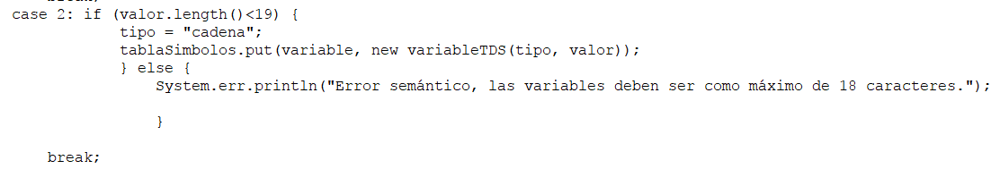 case 2: if (valor.length()<19) {
tipo = "cadena";
tablaSimbolos.put(variable, new variableTDS(tipo, valor));
} else {
System.err.println("Error semántico, las variables deben ser como máximo de 18 caracteres.");
}
break;